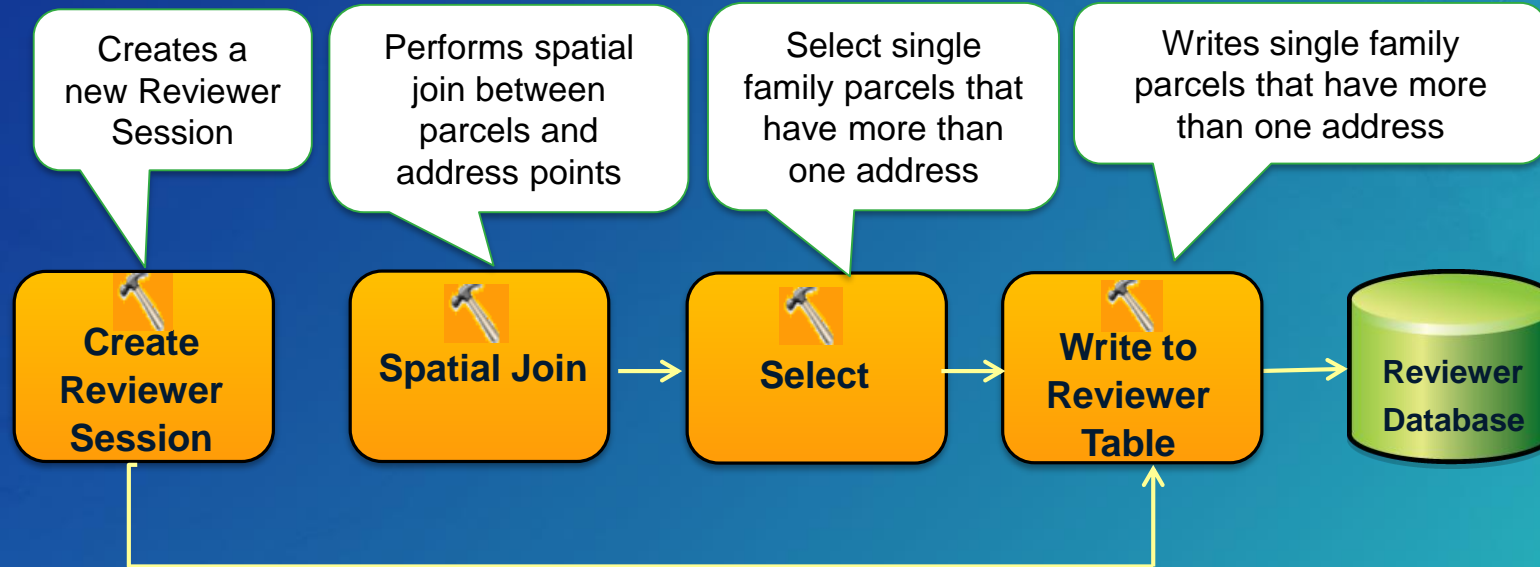 Creates a
new Reviewer
Session
Performs spatial
join between
parcels and
address points
Select single
family parcels that
have more than
one address
Writes single family
parcels that have more
than one address
Create
Reviewer
Session
Spatial Join
Select
Write to
Reviewer
Table
Reviewer
Database